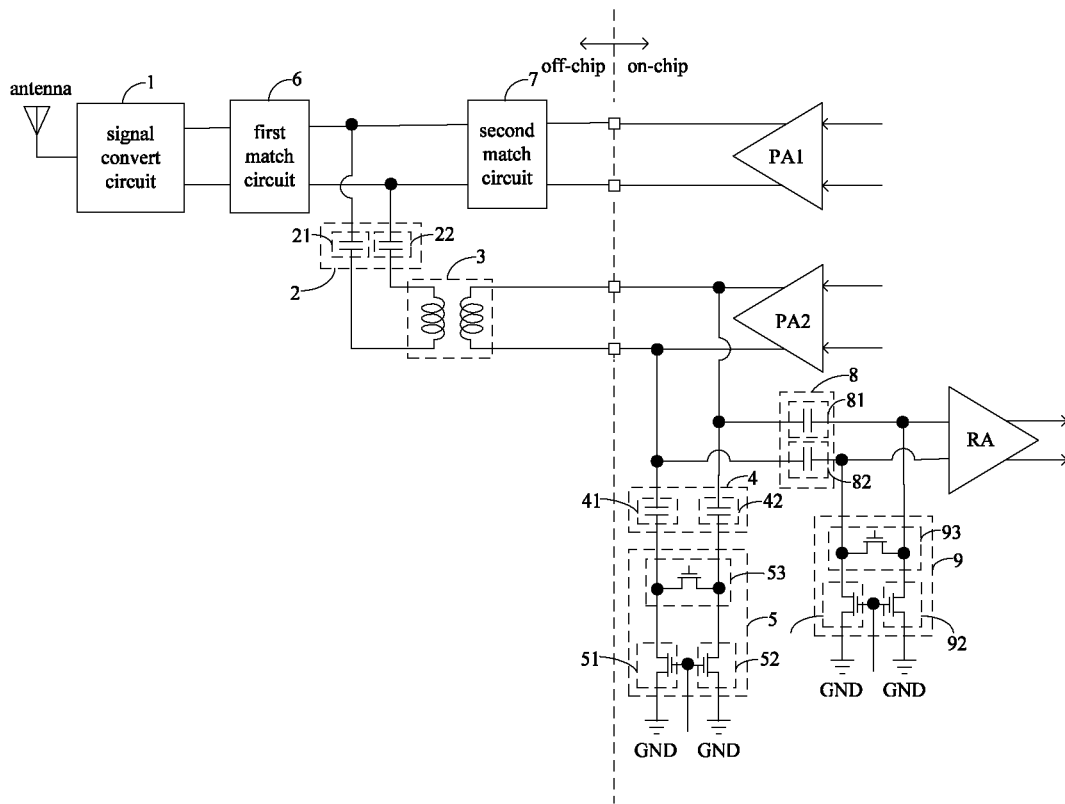 off-chip
on-chip
antenna
1
6
7
signal
convert
circuit
first
match
circuit
second
match
circuit
PA1
21
22
2
3
PA2
8
81
RA
82
41
4
42
93
9
53
5
51
52
92
GND
GND
GND
GND